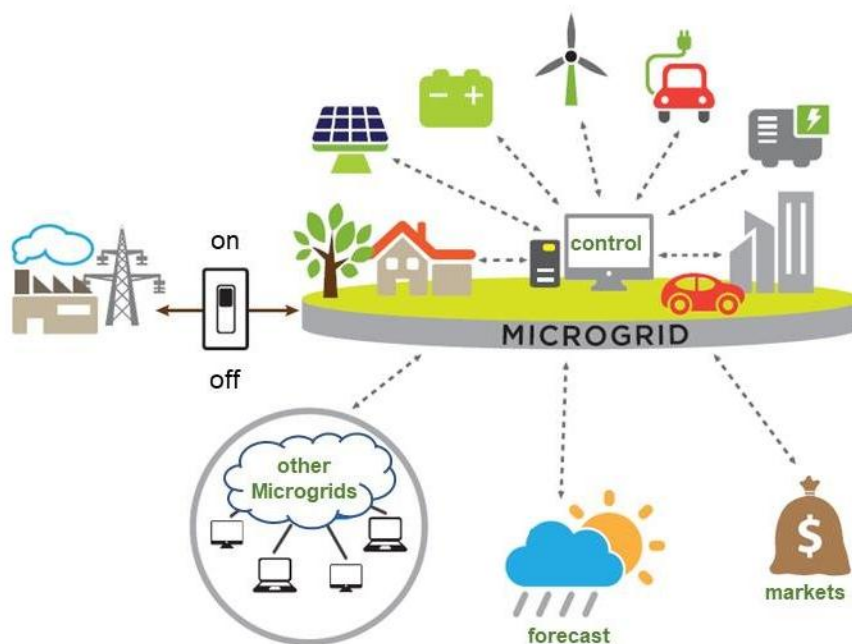 on
control
MICROGRID
off
other
Microgrids
$
markets
forecast